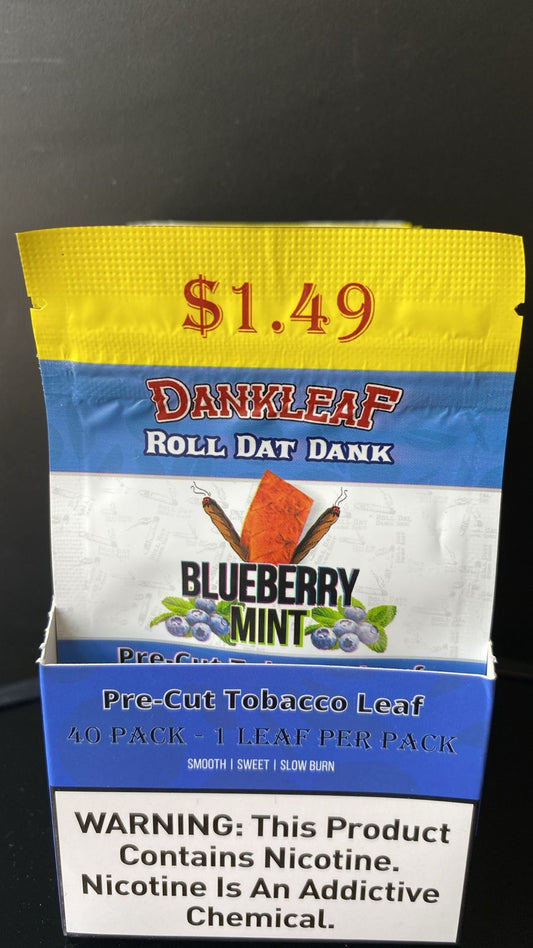 $1.49
DANKLEAF
ROLL DAT DANK
BLUEBERRY
MINT
Pre-Cut Tobacco Leaf
40 PACK - 1 LEAF PER PACK
SMOOTH | SWEET | SLOW BURN
WARNING: This Product
Contains Nicotine.
Nicotine Is An Addictive
Chemical.